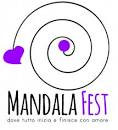 MANDALA FEST
dove tutto inizia e finisce con amore